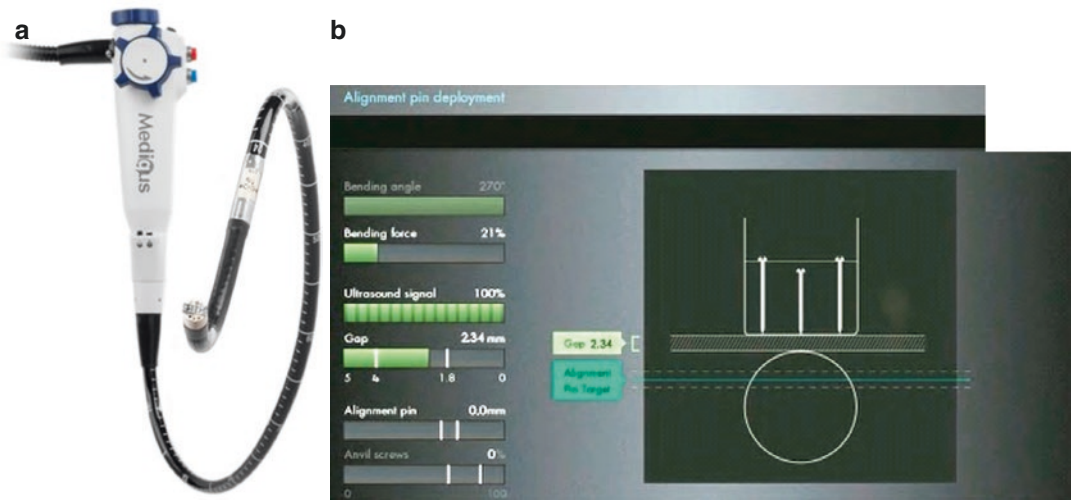 a
b
Medigus
Alignment pin deployment
Bending angle 270°
Bending force 21%
Ultrasound signal 100%
Gap 2.34 mm
5 4 1.8 0
Alignment pin 0.0mm
Anvil screws 0%
0 100
Gap 2.34
Alignment
Pin Target